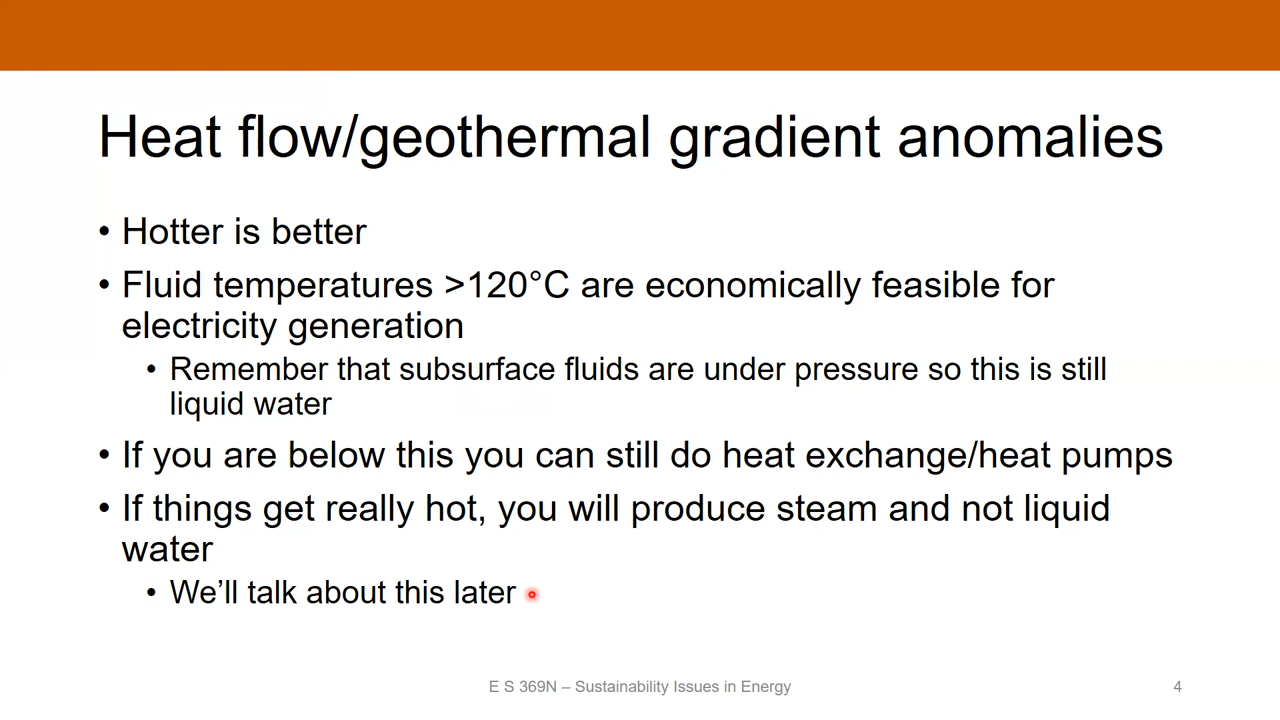 Heat flow/geothermal gradient anomalies
• Hotter is better
• Fluid temperatures >120°C are economically feasible for
electricity generation
• Remember that subsurface fluids are under pressure so this is still
liquid water
• If you are below this you can still do heat exchange/heat pumps
• If things get really hot, you will produce steam and not liquid
water
• We’ll talk about this later
E S 369N – Sustainability Issues in Energy
4